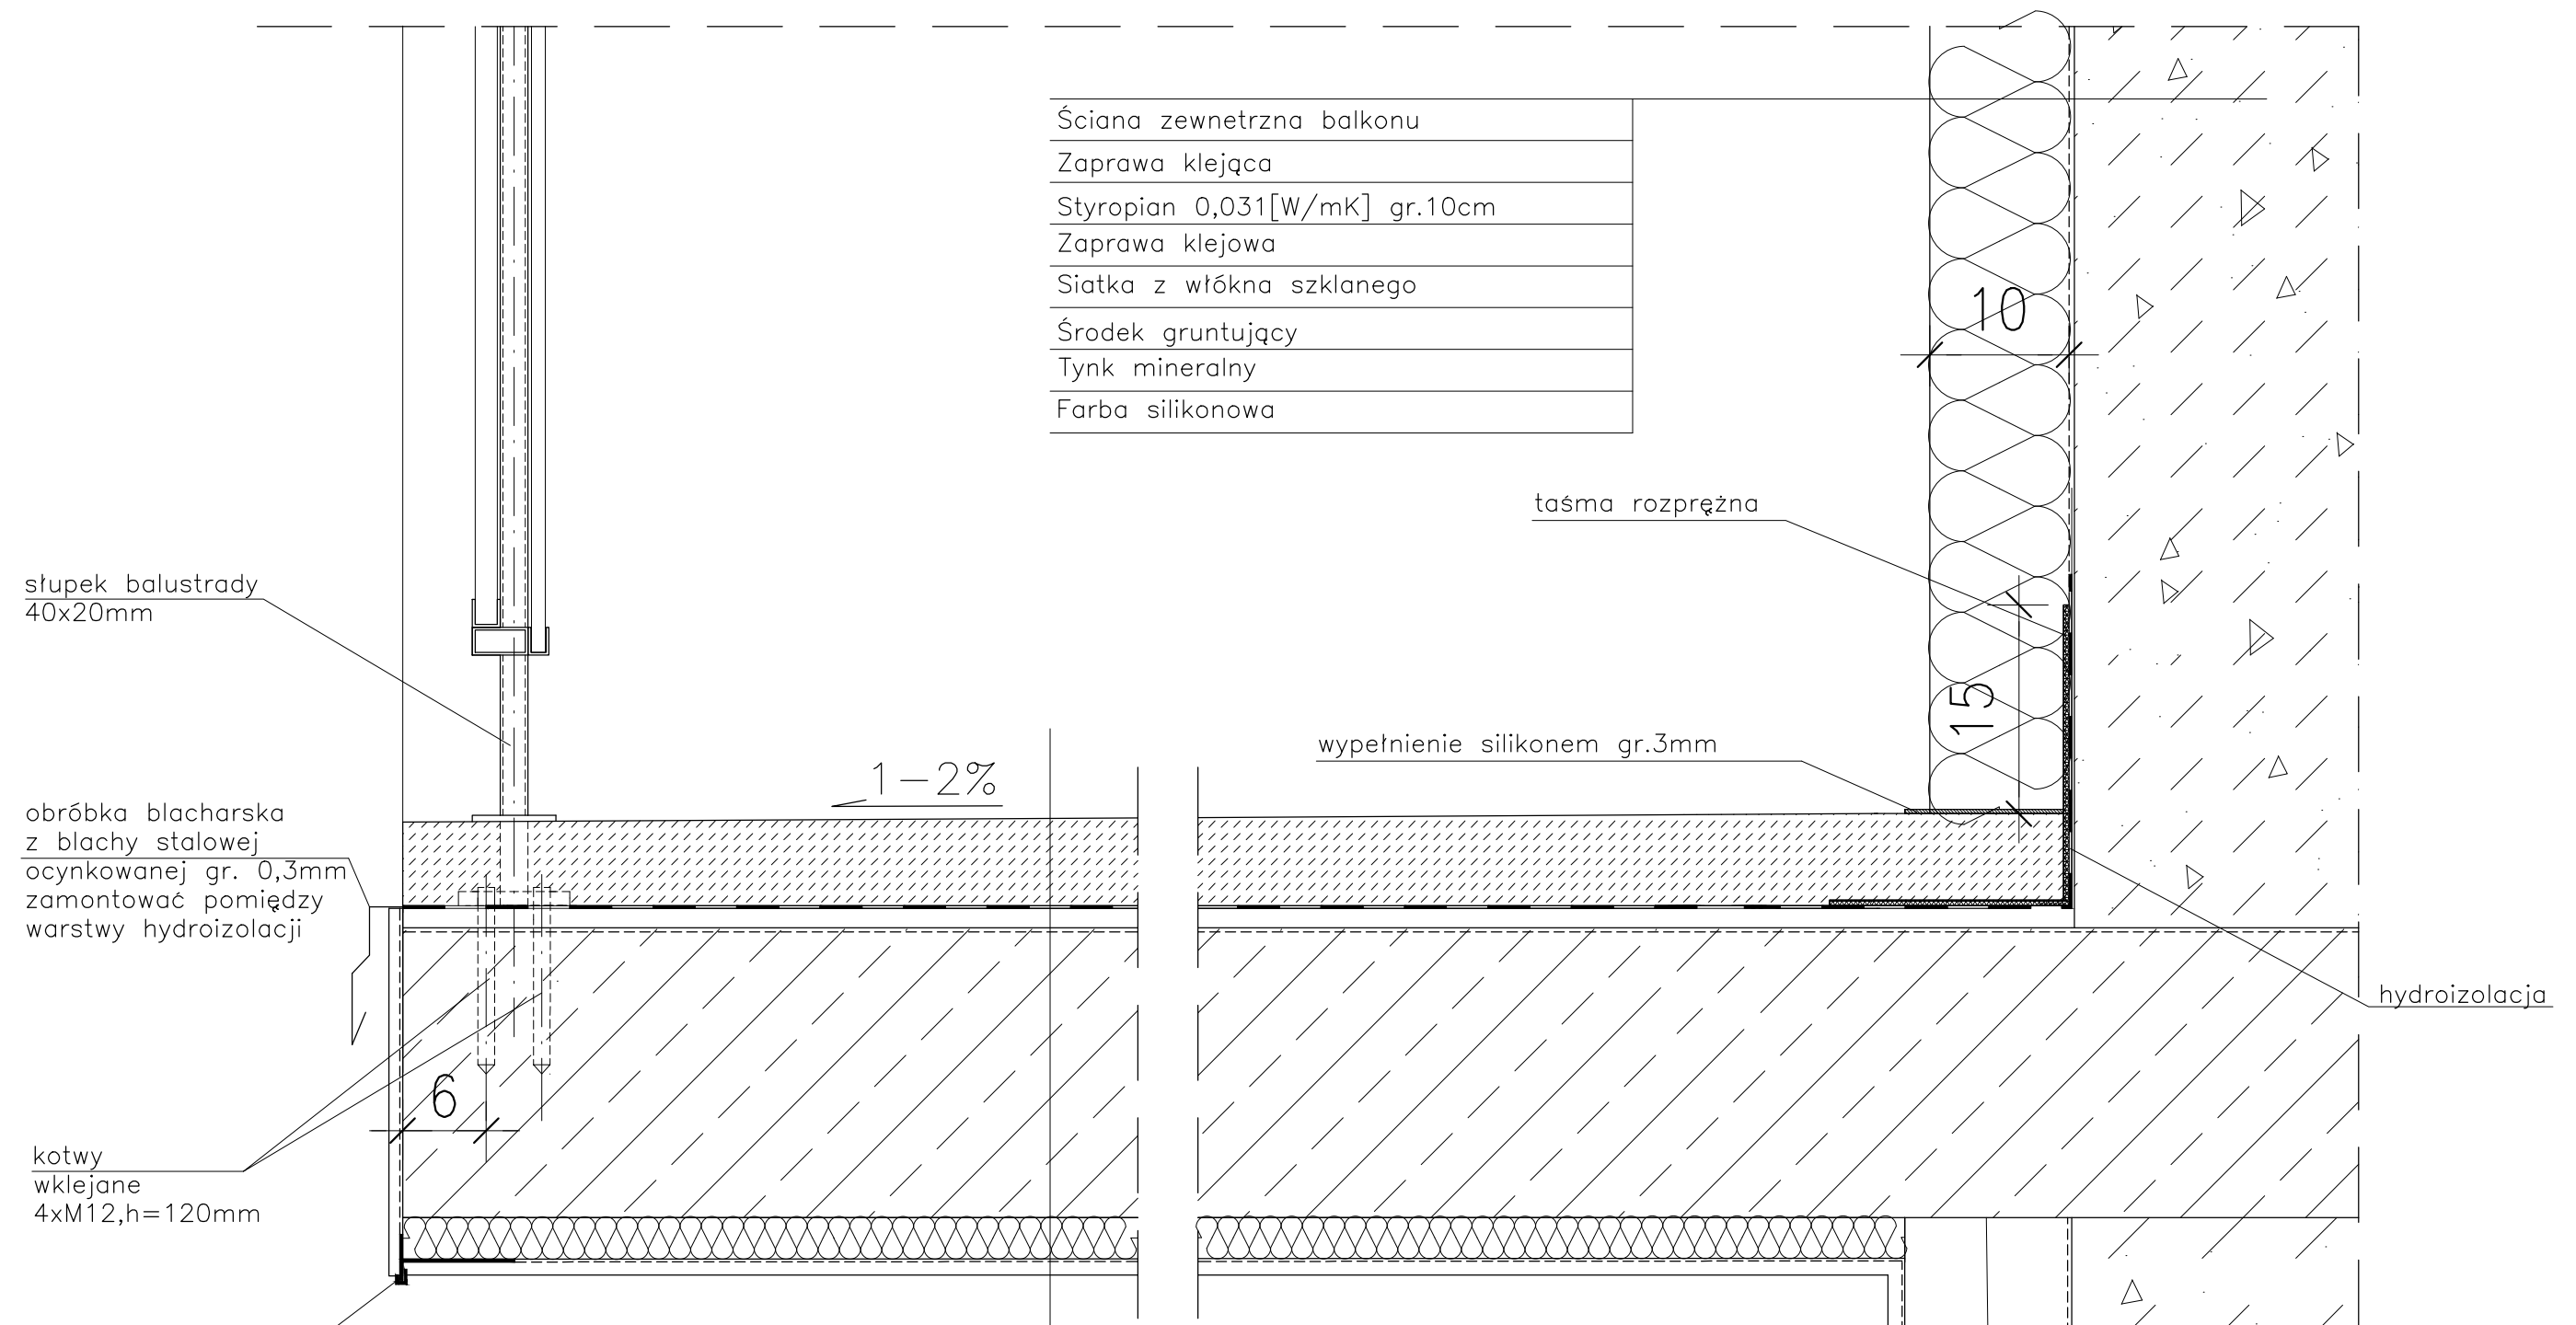 Ściana zewnetrzna balkonu
Zaprawa klejąca
Styropian 0,031[W/mK] gr.10cm
Zaprawa klejowa
Siatka z włókna szklanego
Środek gruntujący
Tynk mineralny
Farba silikonowa
10
taśma rozprężna
słupek balustrady
40x20mm
15
wypełnienie silikonem gr.3mm
1-2%
obróbka blacharska
z blachy stalowej
ocynkowanej gr. 0,3mm
zamontować pomiędzy
warstwy hydroizolacji
hydroizolacja
6
kotwy
wklejane
4xM12,h=120mm